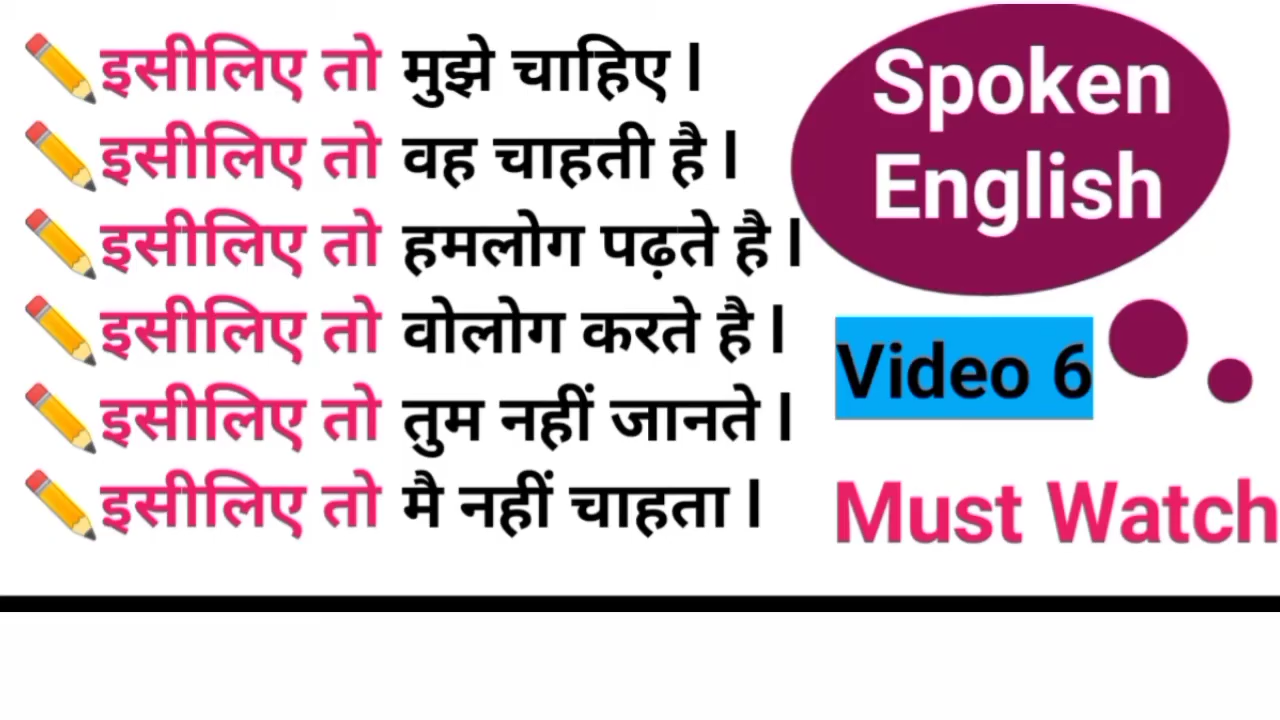 इसीलिए तो मुझे चाहिए l
इसीलिए तो वह चाहती है l
इसीलिए तो हमलोग पढ़ते है l
इसीलिए तो वोलोग करते है l
इसीलिए तो तुम नहीं जानते l
इसीलिए तो मै नहीं चाहता l
Spoken
English
Video 6
Must Watch